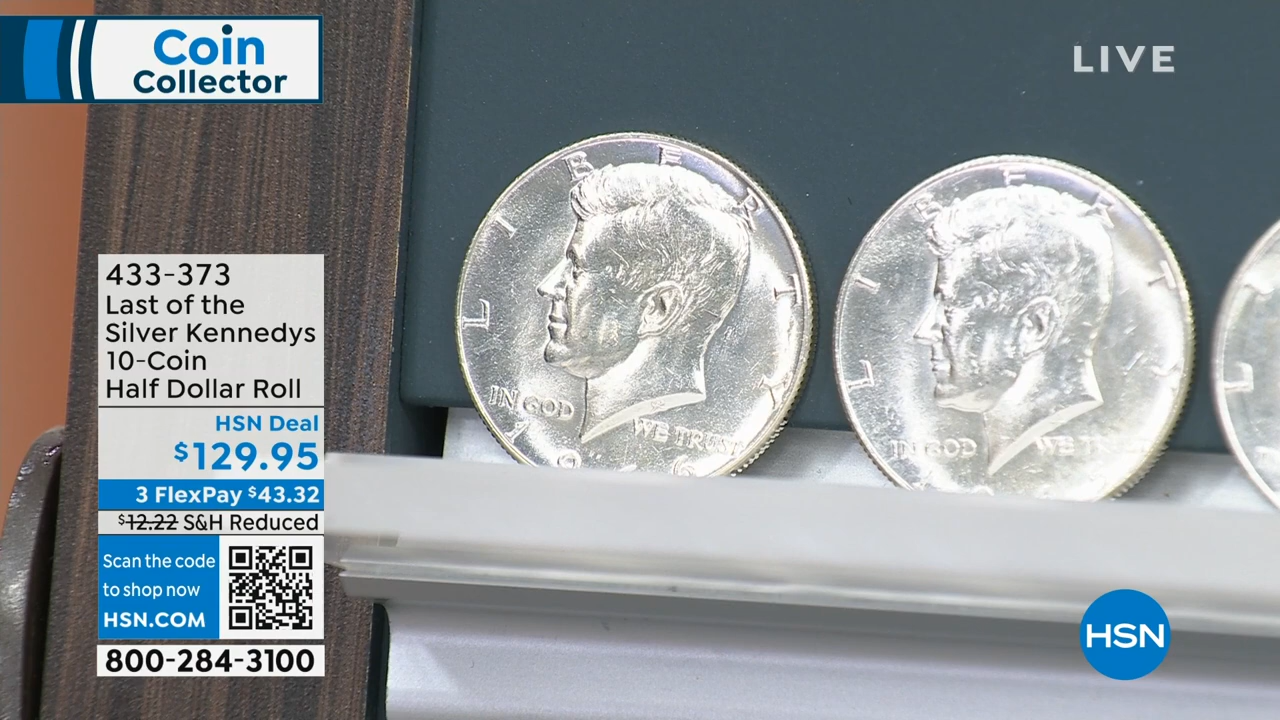 Coin
Collector
LIVE
433-373
Last of the
Silver Kennedys
10-Coin
Half Dollar Roll
HSN Deal
$129.95
3 FlexPay $43.32
$12.22 S&H Reduced
Scan the code
to shop now
HSN.COM
800-284-3100
LIBERTY
IN GOD WE TRUST
LIBERTY
IN GOD WE
L
HSN